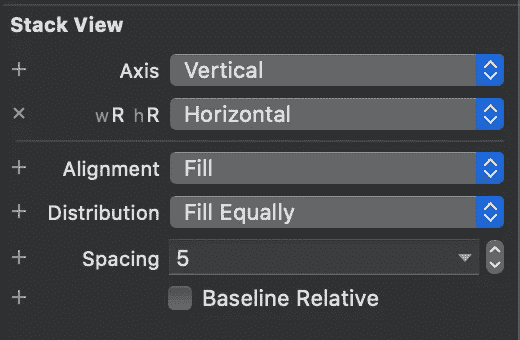 Stack View
+ Axis Vertical
× wR hR Horizontal
+ Alignment Fill
+ Distribution Fill Equally
+ Spacing 5
+ Baseline Relative